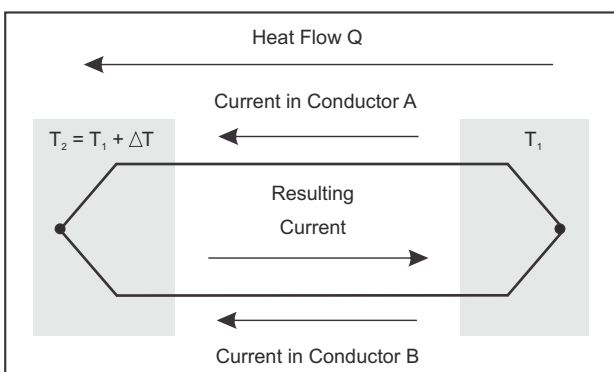 Heat Flow Q
Current in Conductor A
T₂ = T₁ + △T
T₁
Resulting
Current
Current in Conductor B